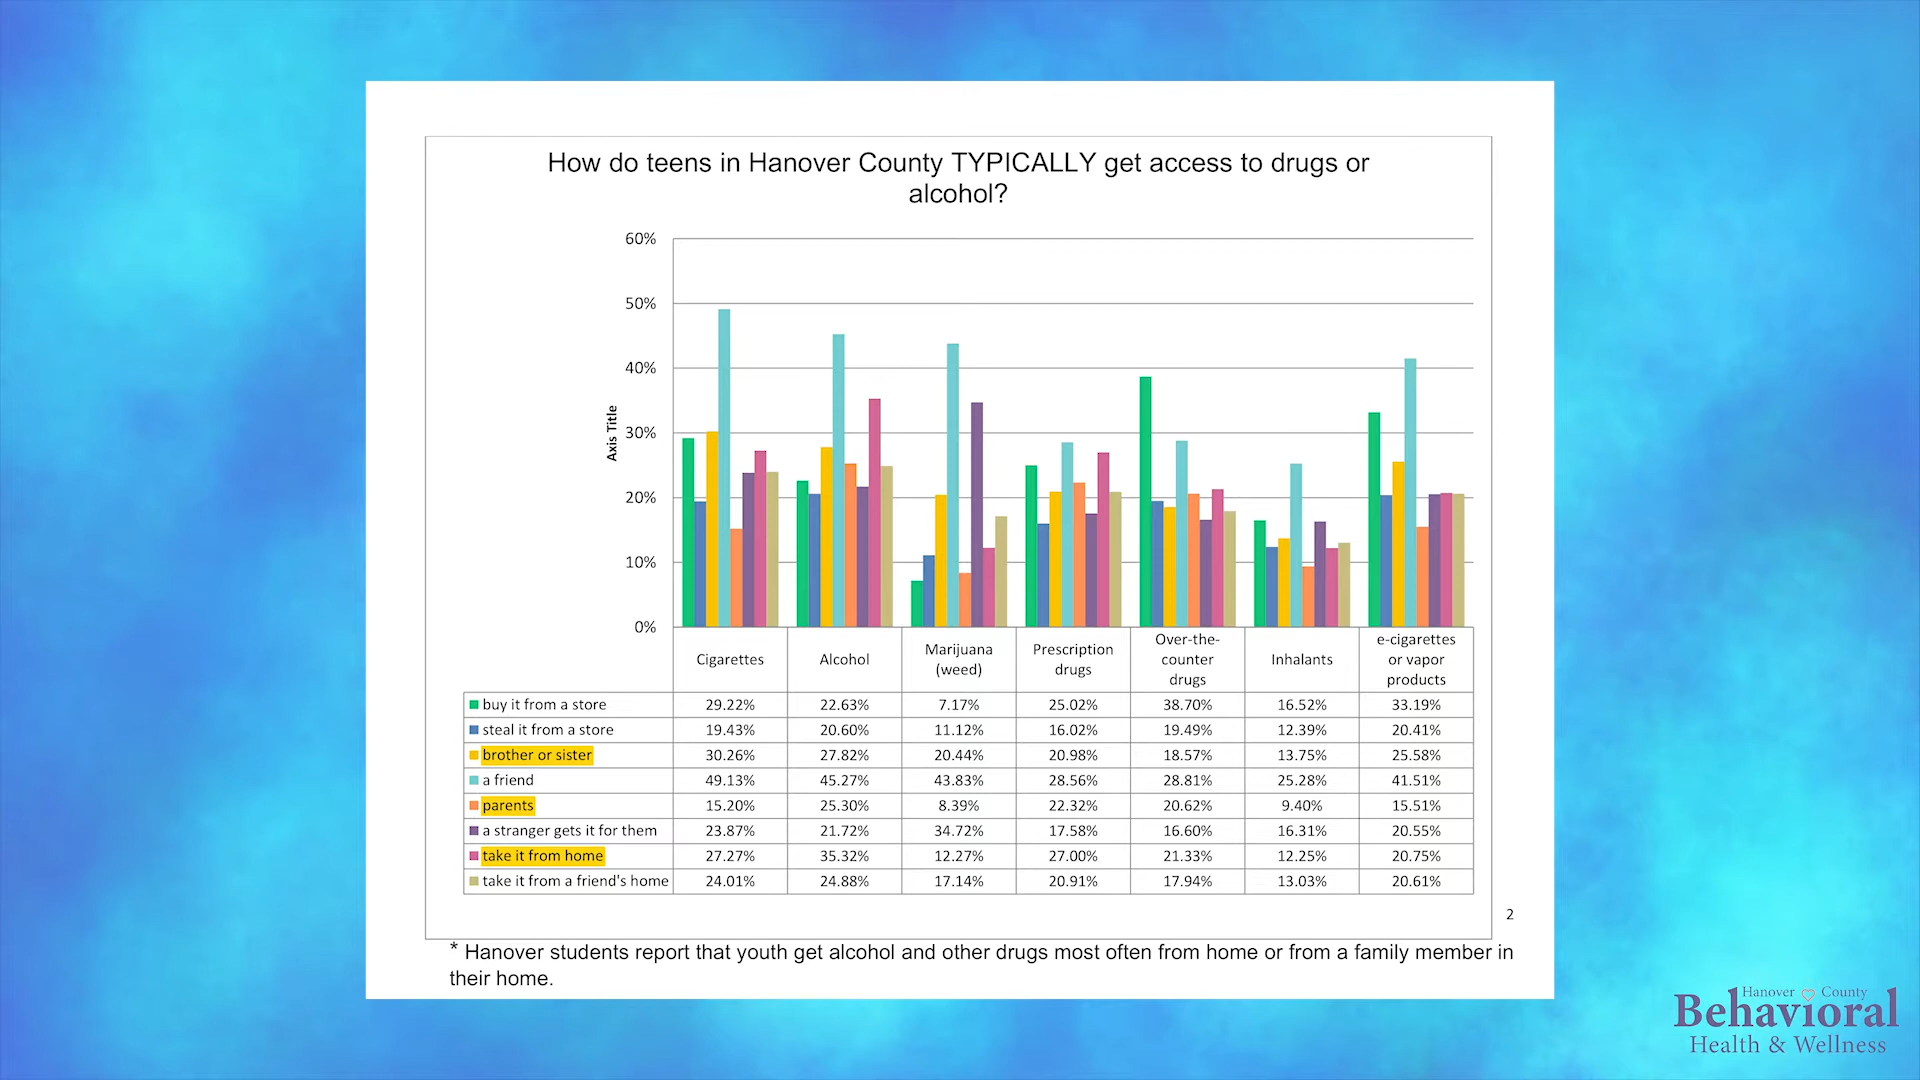 How do teens in Hanover County TYPICALLY get access to drugs or
alcohol?
60%
50%
40%
30%
20%
10%
0%
Axis Title
Cigarettes
Alcohol
Marijuana
(weed)
Prescription
drugs
Over-the-
counter
drugs
Inhalants
e-cigarettes
or vapor
products
buy it from a store 29.22% 22.63% 7.17% 25.02% 38.70% 16.52% 33.19%
steal it from a store 19.43% 20.60% 11.12% 16.02% 19.49% 12.39% 20.41%
brother or sister 30.26% 27.82% 20.44% 20.98% 18.57% 13.75% 25.58%
a friend 49.13% 45.27% 43.83% 28.56% 28.81% 25.28% 41.51%
parents 15.20% 25.30% 8.39% 22.32% 20.62% 9.40% 15.51%
a stranger gets it for them 23.87% 21.72% 34.72% 17.58% 16.60% 16.31% 20.55%
take it from home 27.27% 35.32% 12.27% 27.00% 21.33% 12.25% 20.75%
take it from a friend's home 24.01% 24.88% 17.14% 20.91% 17.94% 13.03% 20.61%
2
* Hanover students report that youth get alcohol and other drugs most often from home or from a family member in
their home.
Hanover County
Behavioral
Health & Wellness